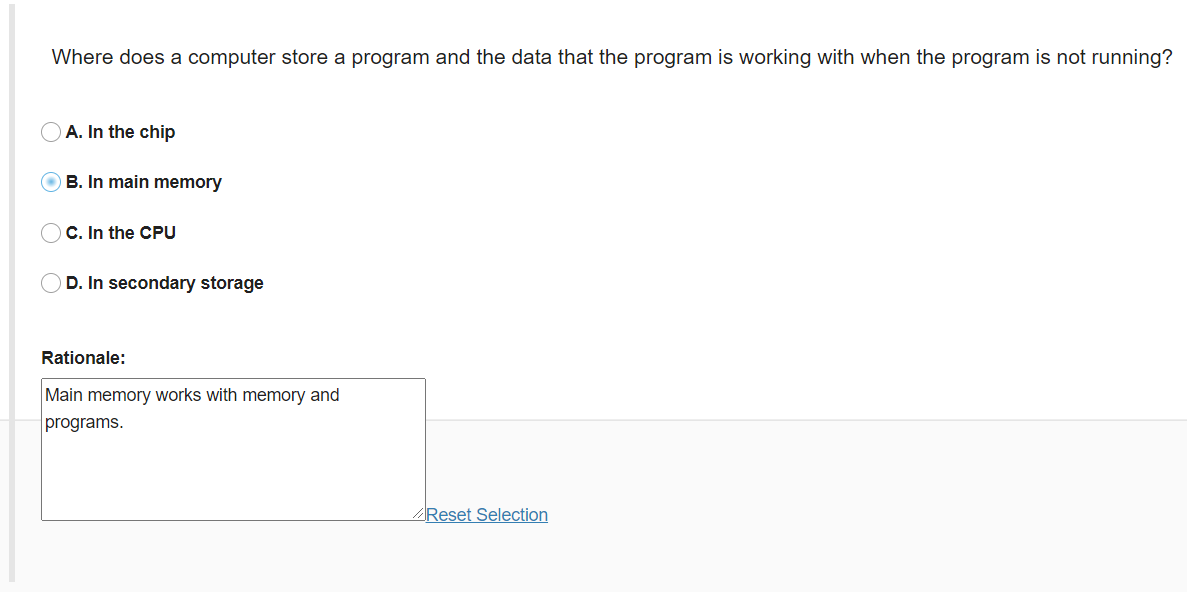 Where does a computer store a program and the data that the program is working with when the program is not running?
A. In the chip
B. In main memory
C. In the CPU
D. In secondary storage
Rationale:
Main memory works with memory and
programs.
Reset Selection